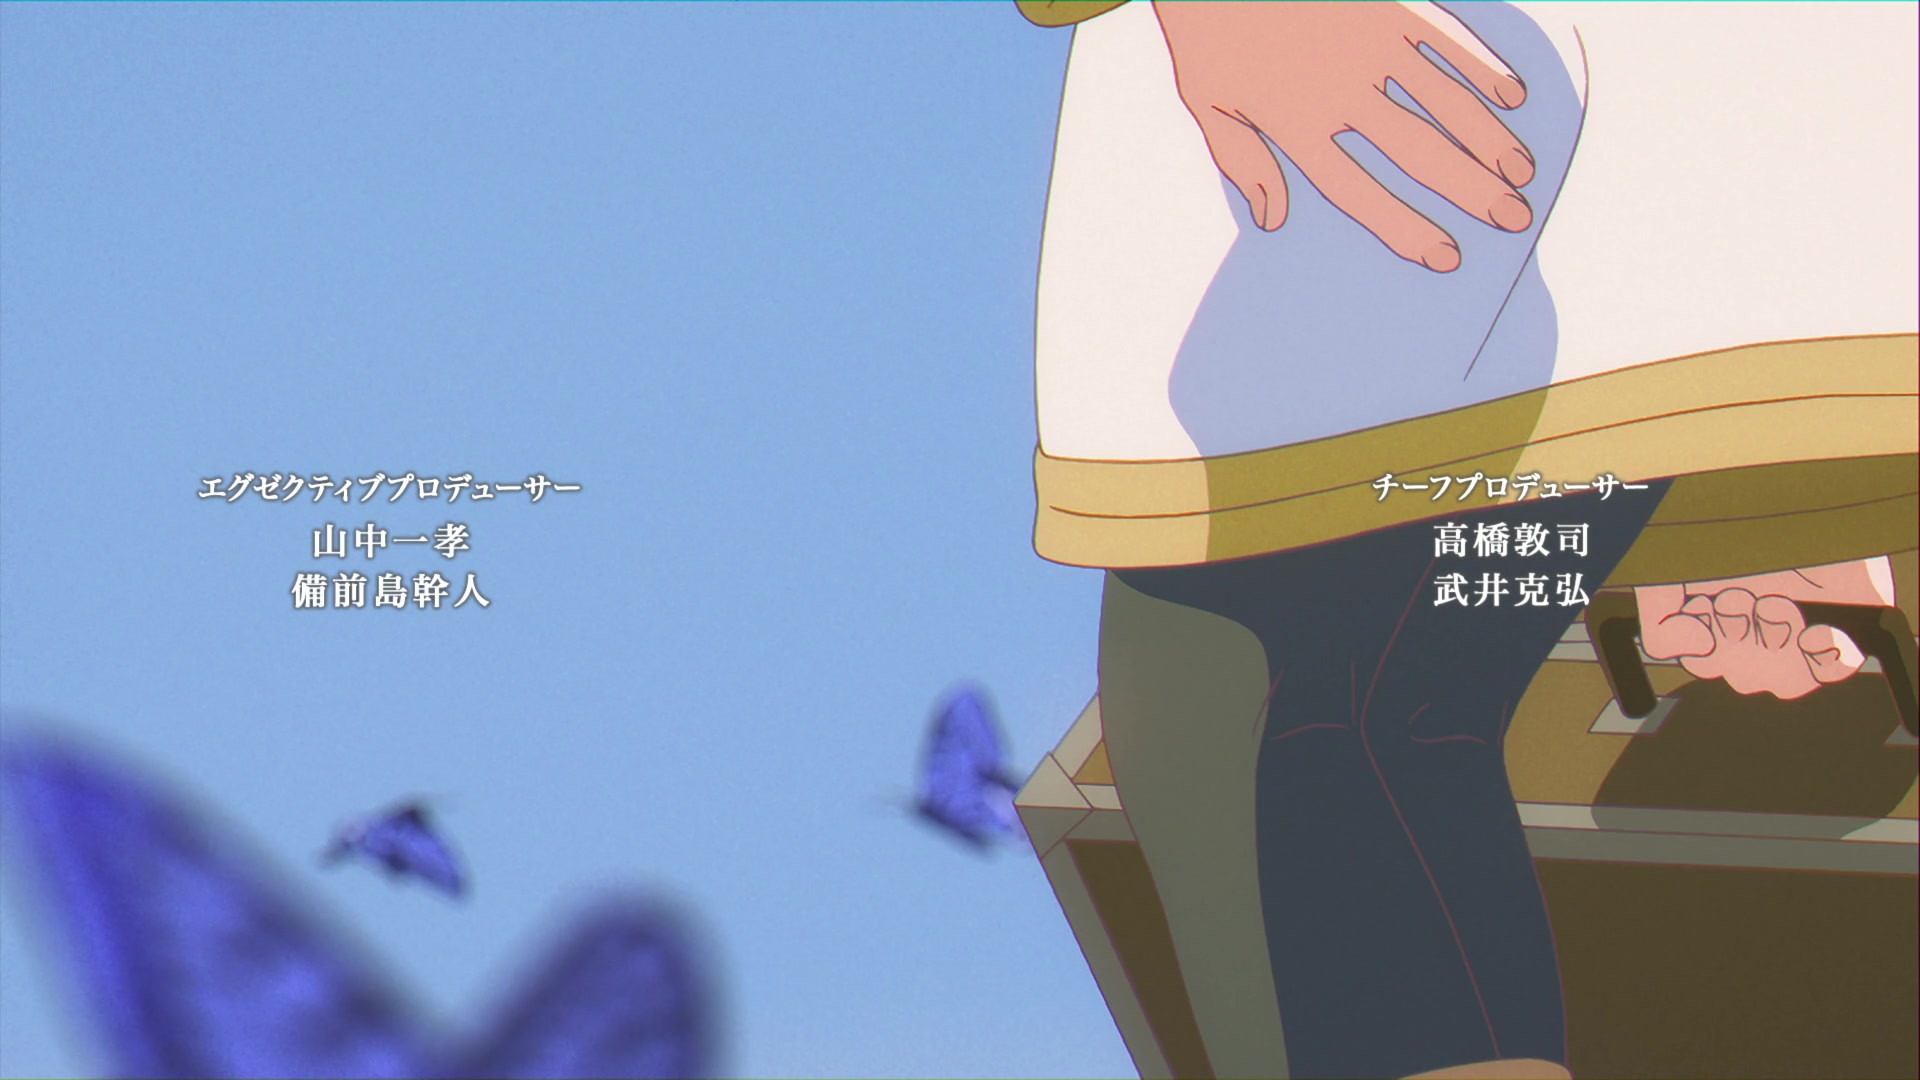 エグゼクティブプロデューサー
山中一孝
備前島幹人
チーフプロデューサー
高橋敦司
武井克弘